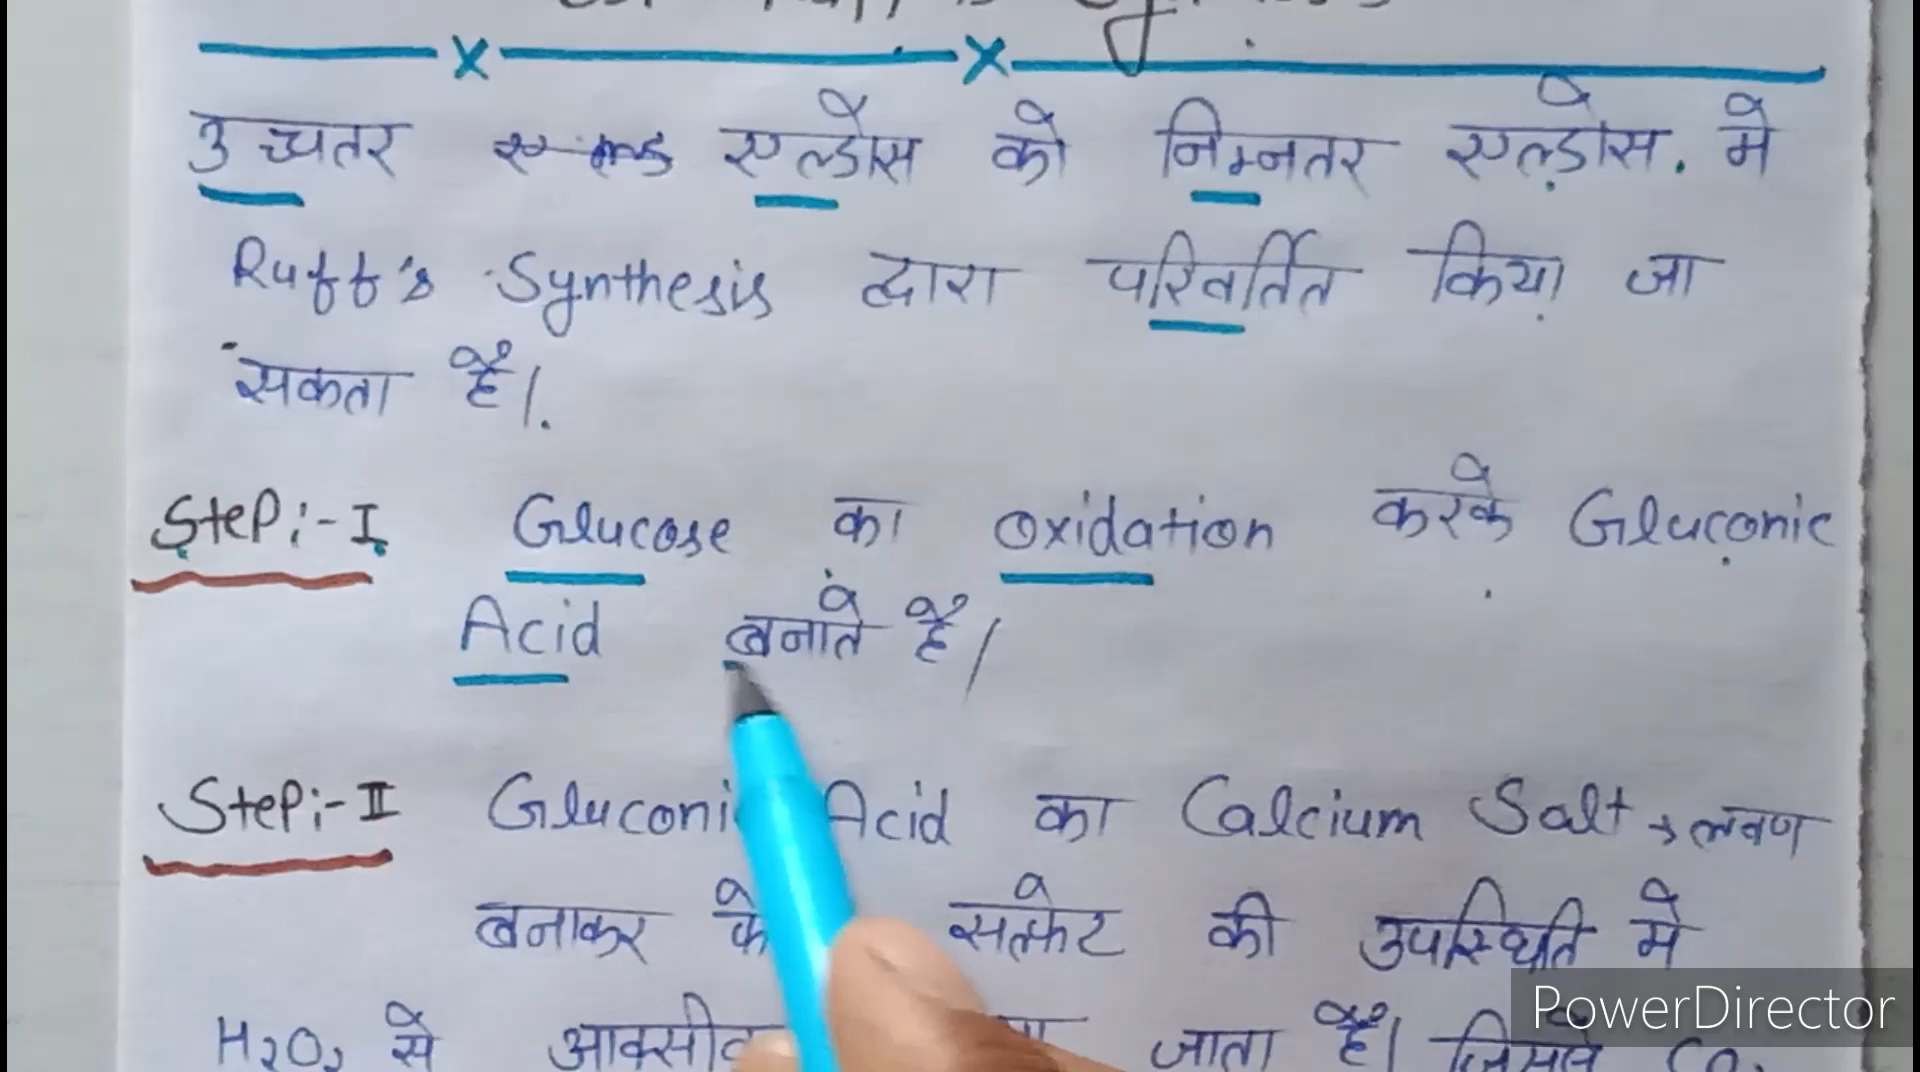 उच्चतर एल्डोस को निम्नतर एल्डोस. मे
Ruff's Synthesis द्वारा परिवर्तित किया जा
सकता है।
Step:-I Glucose का oxidation करके Gluconic
Acid बनाते है।
Step:-II Gluconi Acid का Calcium Salt → लवण
बनाकर फे सल्फेट की उपस्थिति मे
H2O2 से जाता है।
PowerDirector